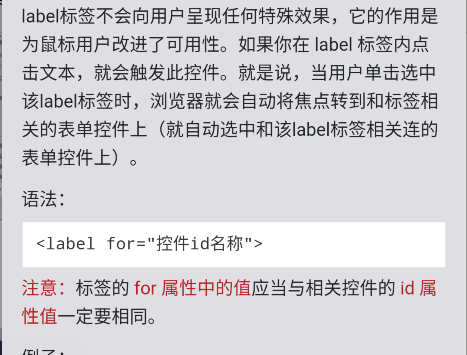 label标签不会向用户呈现任何特殊效果，它的作用是
为鼠标用户改进了可用性。如果你在 label 标签内点
击文本，就会触发此控件。就是说，当用户单击选中
该label标签时，浏览器就会自动将焦点转到和标签相
关的表单控件上（就自动选中和该label标签相关连的
表单控件上）。
语法：
<label for="控件id名称">
注意：标签的 for 属性中的值应当与相关控件的 id 属
性值一定要相同。
例子：